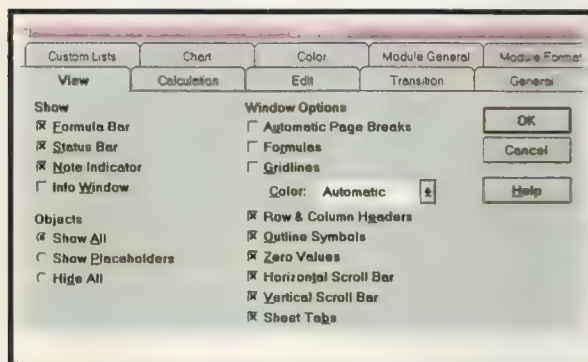 Custom Lists Chart Color Module General Module Format
View Calculation Edit Transition General
Show
Formula Bar
Status Bar
Note Indicator
Info Window
Objects
Show All
Show Placeholders
Hide All
Window Options
Automatic Page Breaks
Formulas
Gridlines
Color: Automatic
Row & Column Headers
Outline Symbols
Zero Values
Horizontal Scroll Bar
Vertical Scroll Bar
Sheet Tabs
OK
Cancel
Help